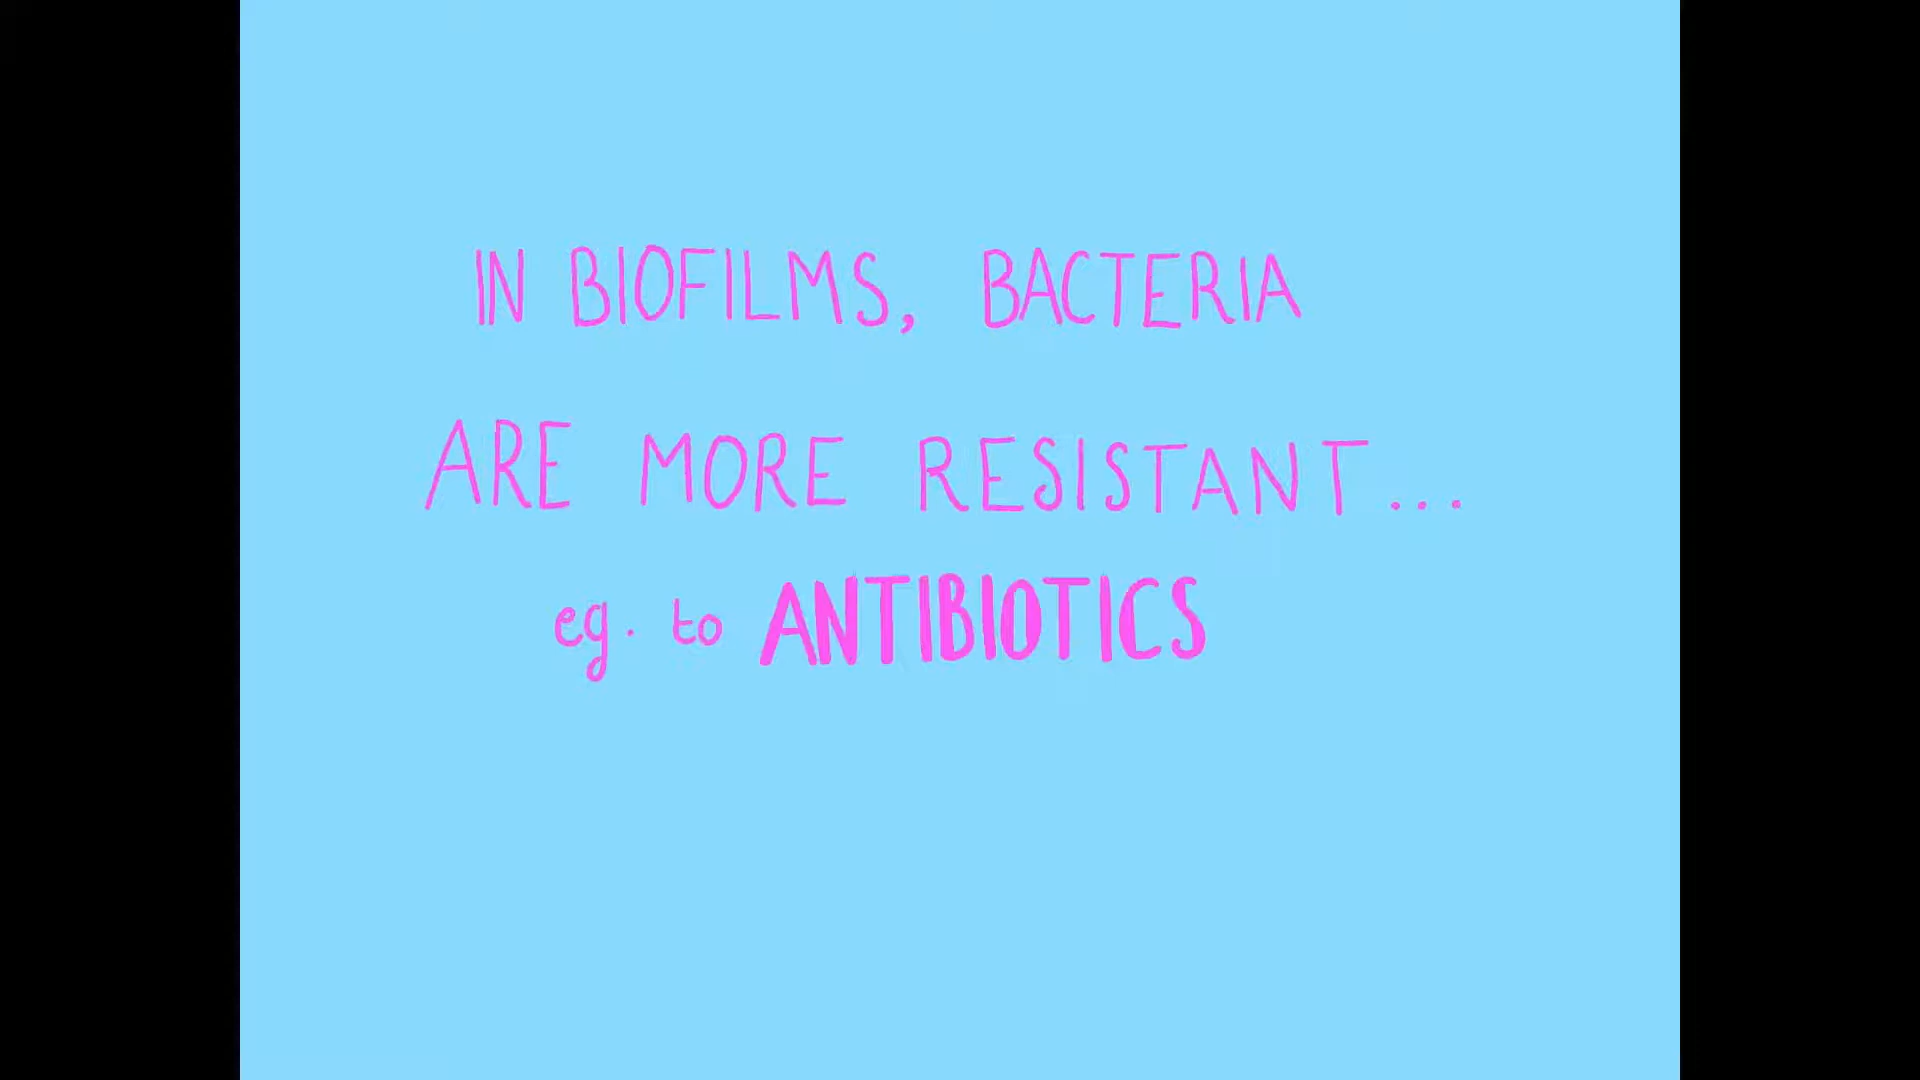 IN BIOFILMS, BACTERIA
ARE MORE RESISTANT...
eg. to ANTIBIOTICS